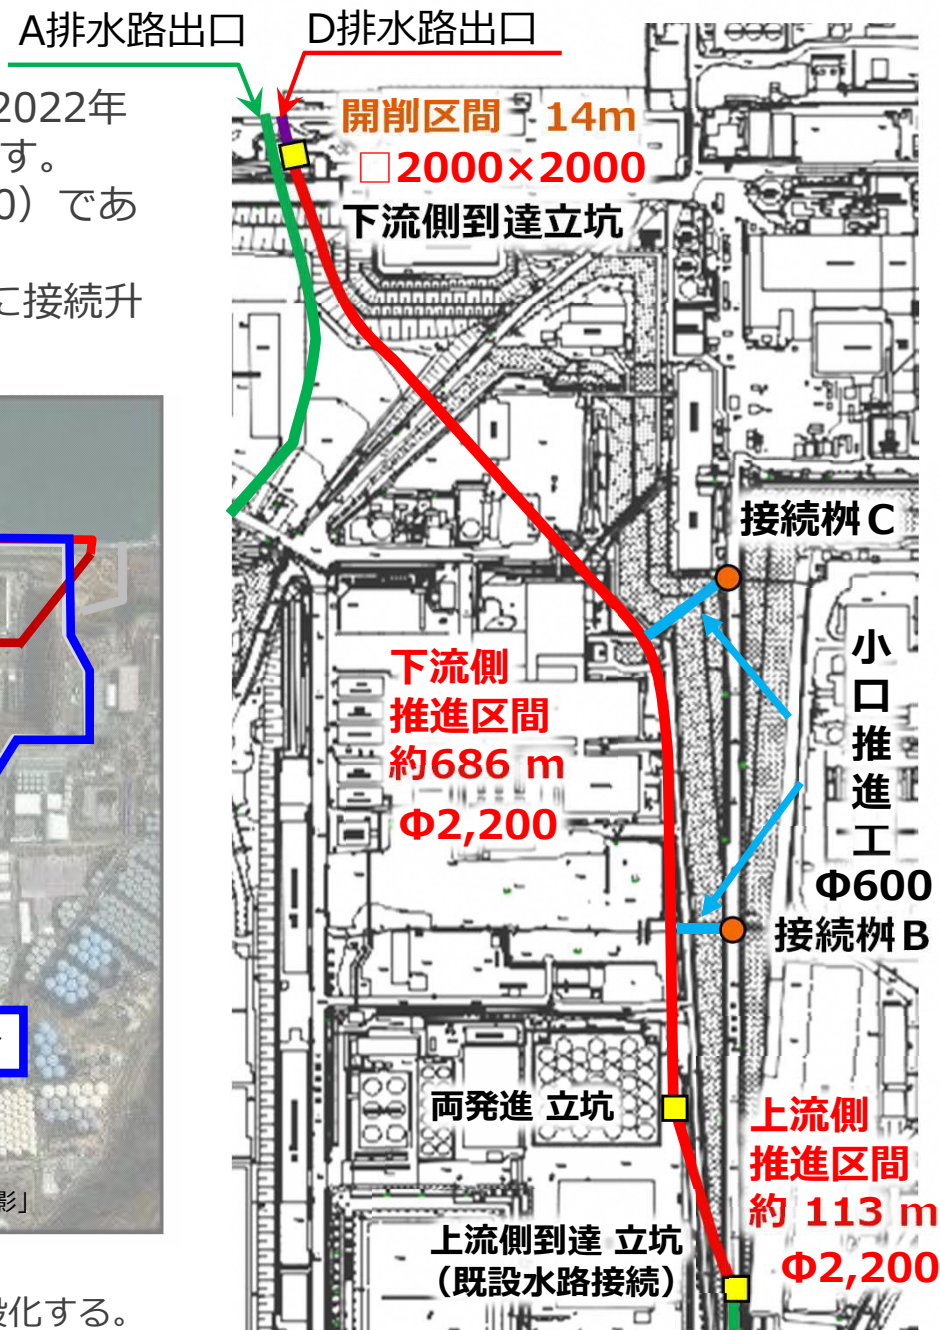 A排水路出口
D排水路出口
2022年
す。
0）であ
に接続升
開削区間 14m
□2000×2000
下流側到達立坑
接続桝C
小口推進工
Φ600
接続桝B
下流側
推進区間
約686 m
Φ2,200
両発進 立坑
上流側
推進区間
約 113 m
Φ2,200
上流側到達 立坑
（既設水路接続）
影」
段化する。